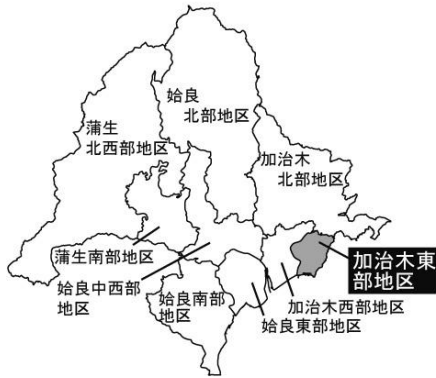 姶良
北部地区
蒲生
北西部地区
加治木
北部地区
蒲生南部地区
姶良中西部
地区
姶良南部
地区
加治木東
部地区
加治木西部地区
姶良東部地区